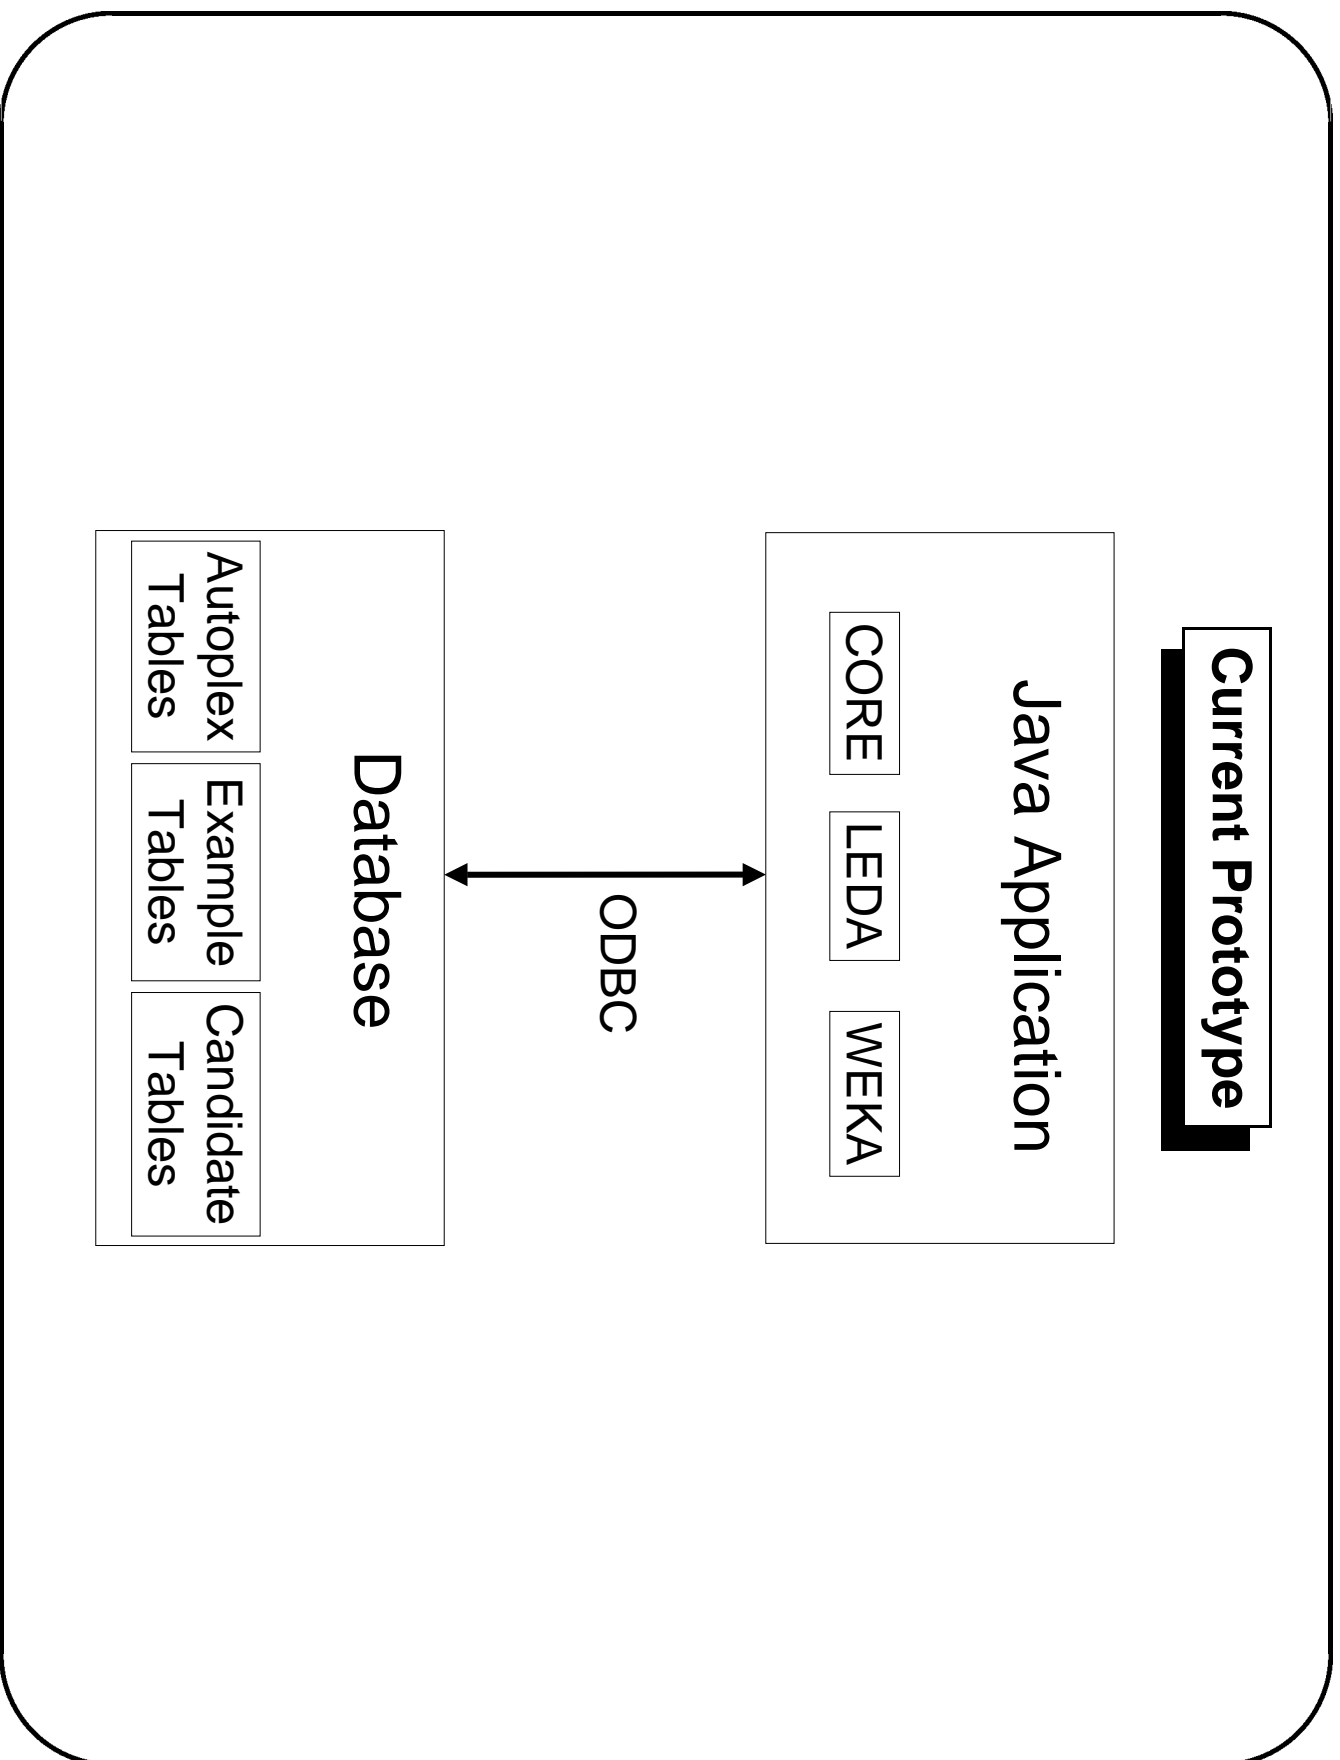 Current Prototype
Java Application
CORE
LEDA
WEKA
ODBC
Database
Autoplex
Tables
Example
Tables
Candidate
Tables